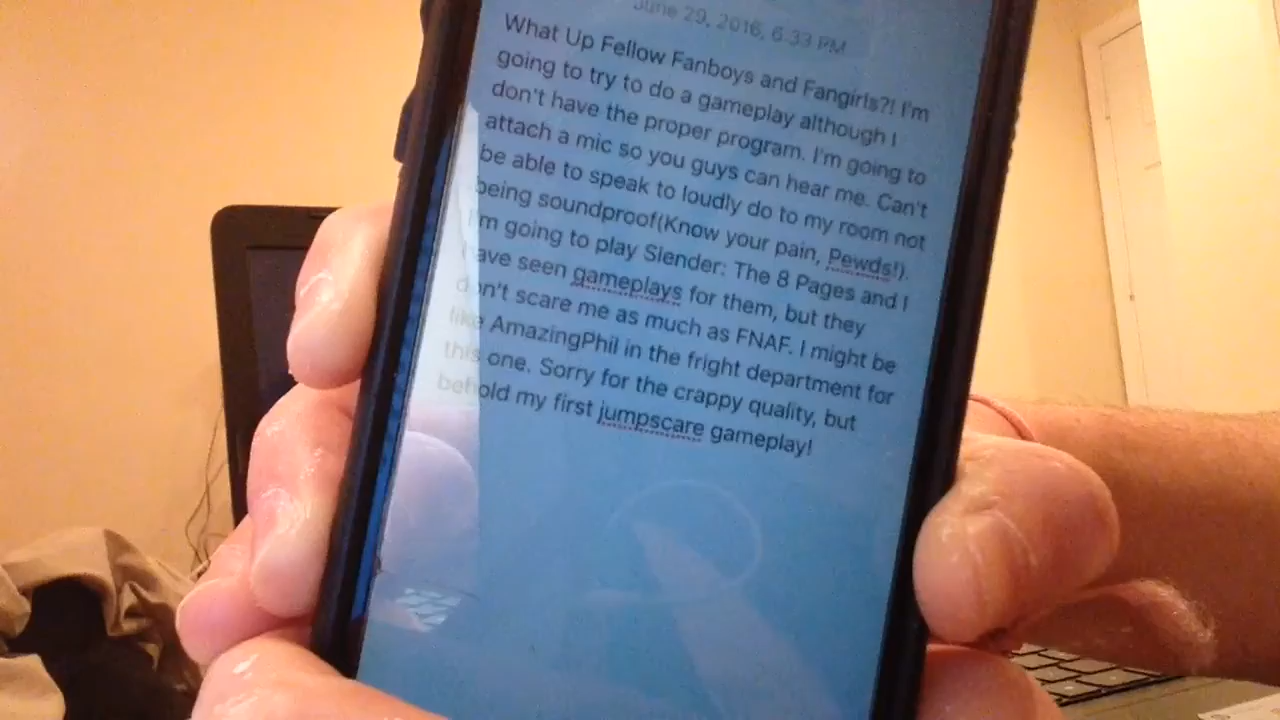 June 29, 2016, 6:33 PM
What Up Fellow Fanboys and Fangirls?! I'm
going to try to do a gameplay although I
don't have the proper program. I'm going to
attach a mic so you guys can hear me. Can't
be able to speak to loudly do to my room not
being soundproof(Know your pain, Pewds!).
I'm going to play Slender: The 8 Pages and I
have seen gameplays for them, but they
don't scare me as much as FNAF. I might be
like AmazingPhil in the fright department for
this one. Sorry for the crappy quality, but
behold my first jumpscare gameplay!